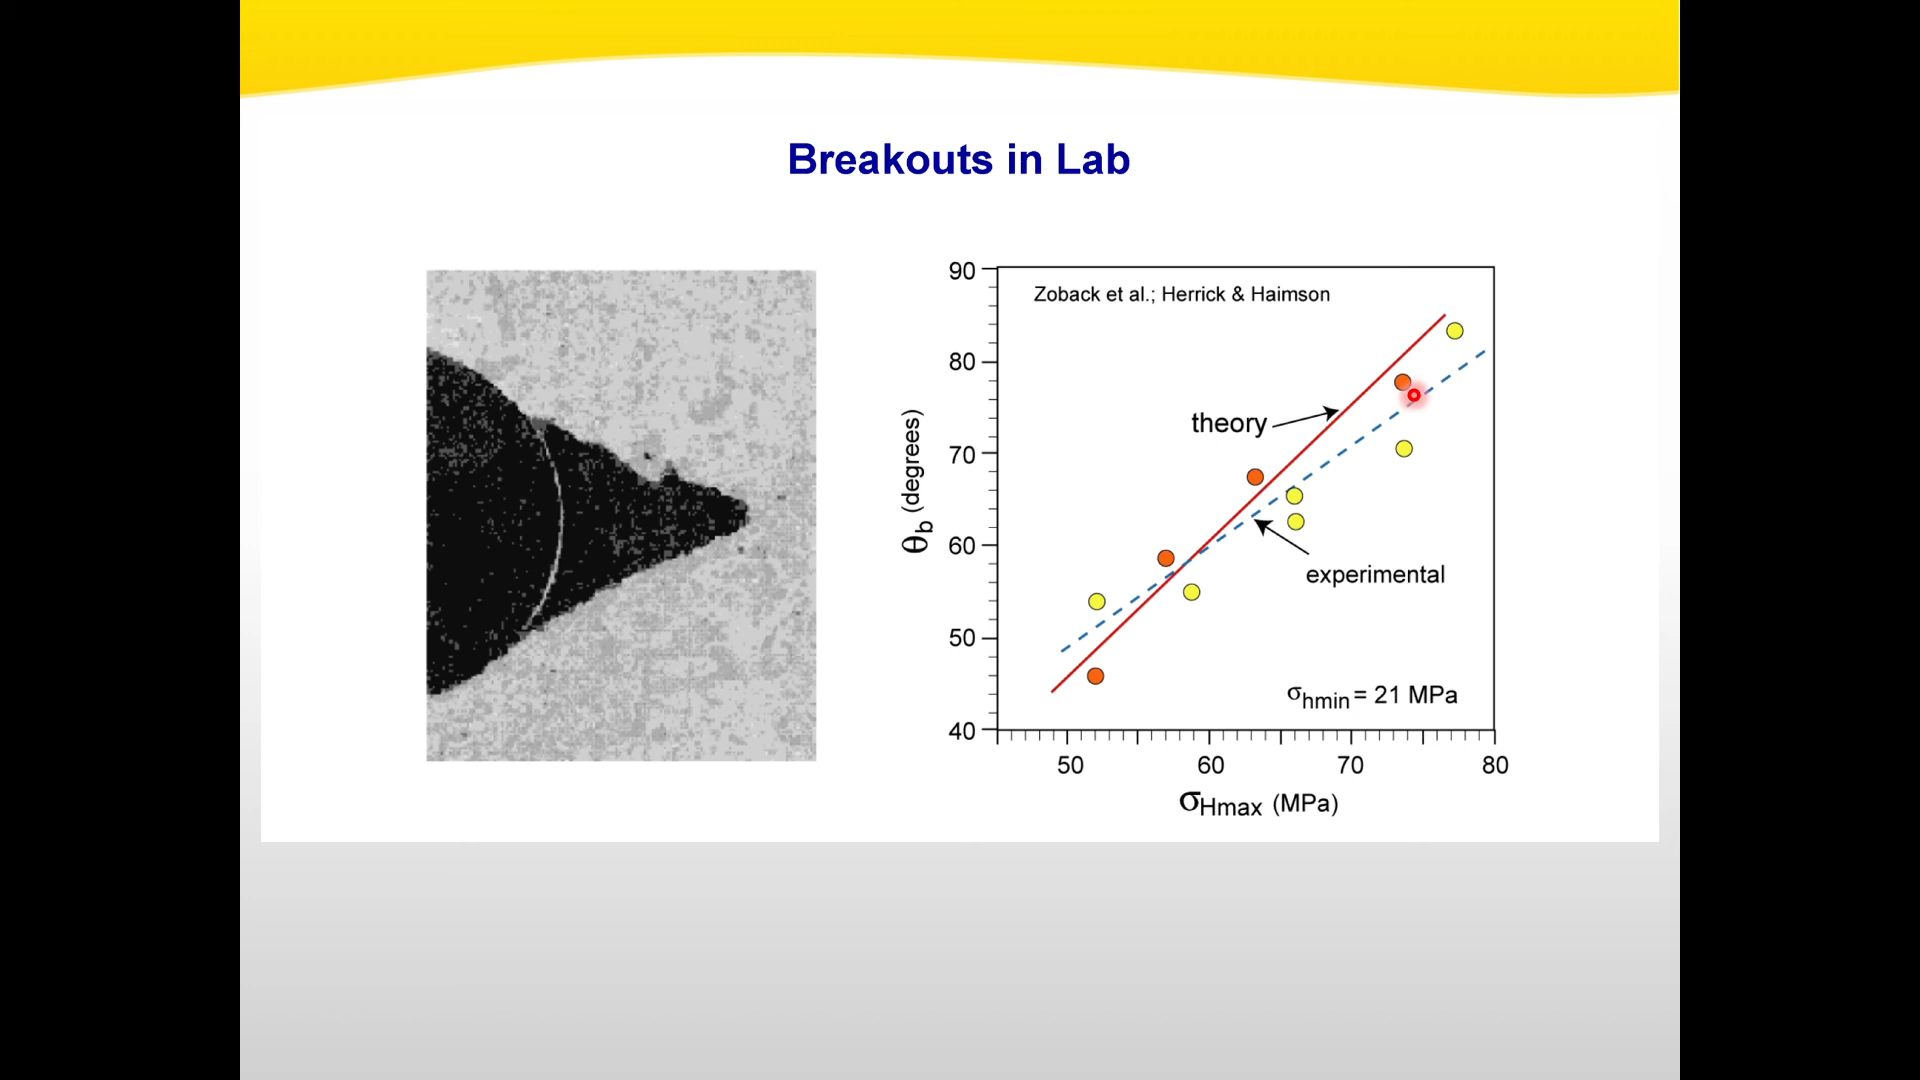 Breakouts in Lab
Zoback et al.; Herrick & Haimson
90
80
70
60
50
40
θb (degrees)
theory
experimental
σhmin = 21 MPa
50 60 70 80
σHmax (MPa)